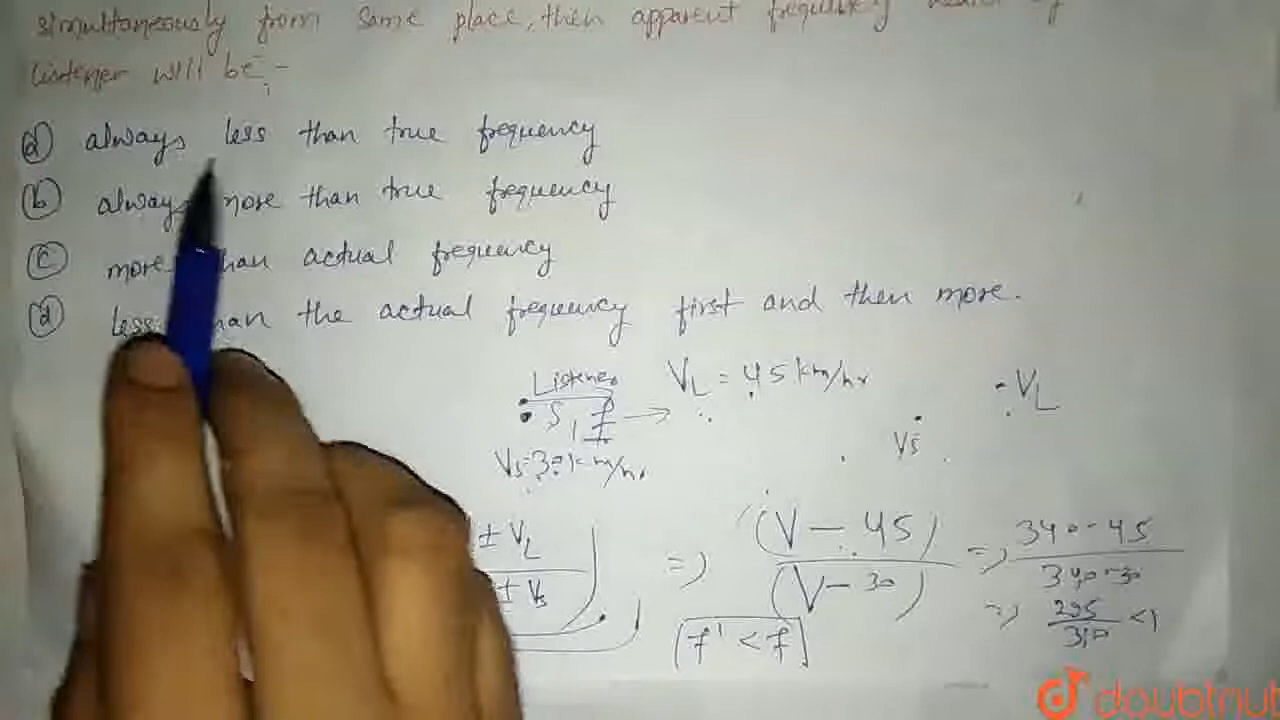 simultaneously from same place, then apparent frequency
listener will be :-
(a) always less than true frequency
(b) always more than true frequency
(c) more than actual frequency
(d) less than the actual frequency first and then more.
Listener VL = 45 km/hr VL
S, f →
Vs = 30 km/hr Vs
± VL => (V - 45) => 340-45
± Vs (V - 30) 340-30
f' < f => 295/310 < 1
doubtnut